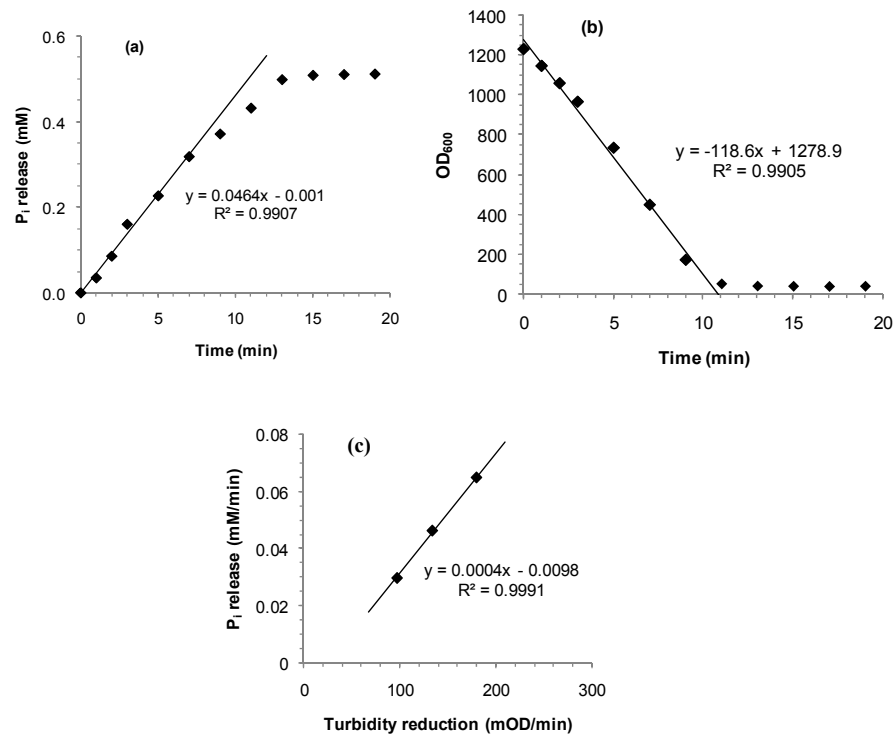 (a)
P_i release (mM)
0.6
0.4
0.2
0.0
y = 0.0464x - 0.001
R² = 0.9907
0 5 10 15 20
Time (min)
(b)
OD₆₀₀
1400
1200
1000
800
600
400
200
0
y = -118.6x + 1278.9
R² = 0.9905
0 5 10 15 20
Time (min)
(c)
P_i release (mM/min)
0.08
0.06
0.04
0.02
0
y = 0.0004x - 0.0098
R² = 0.9991
0 100 200 300
Turbidity reduction (mOD/min)